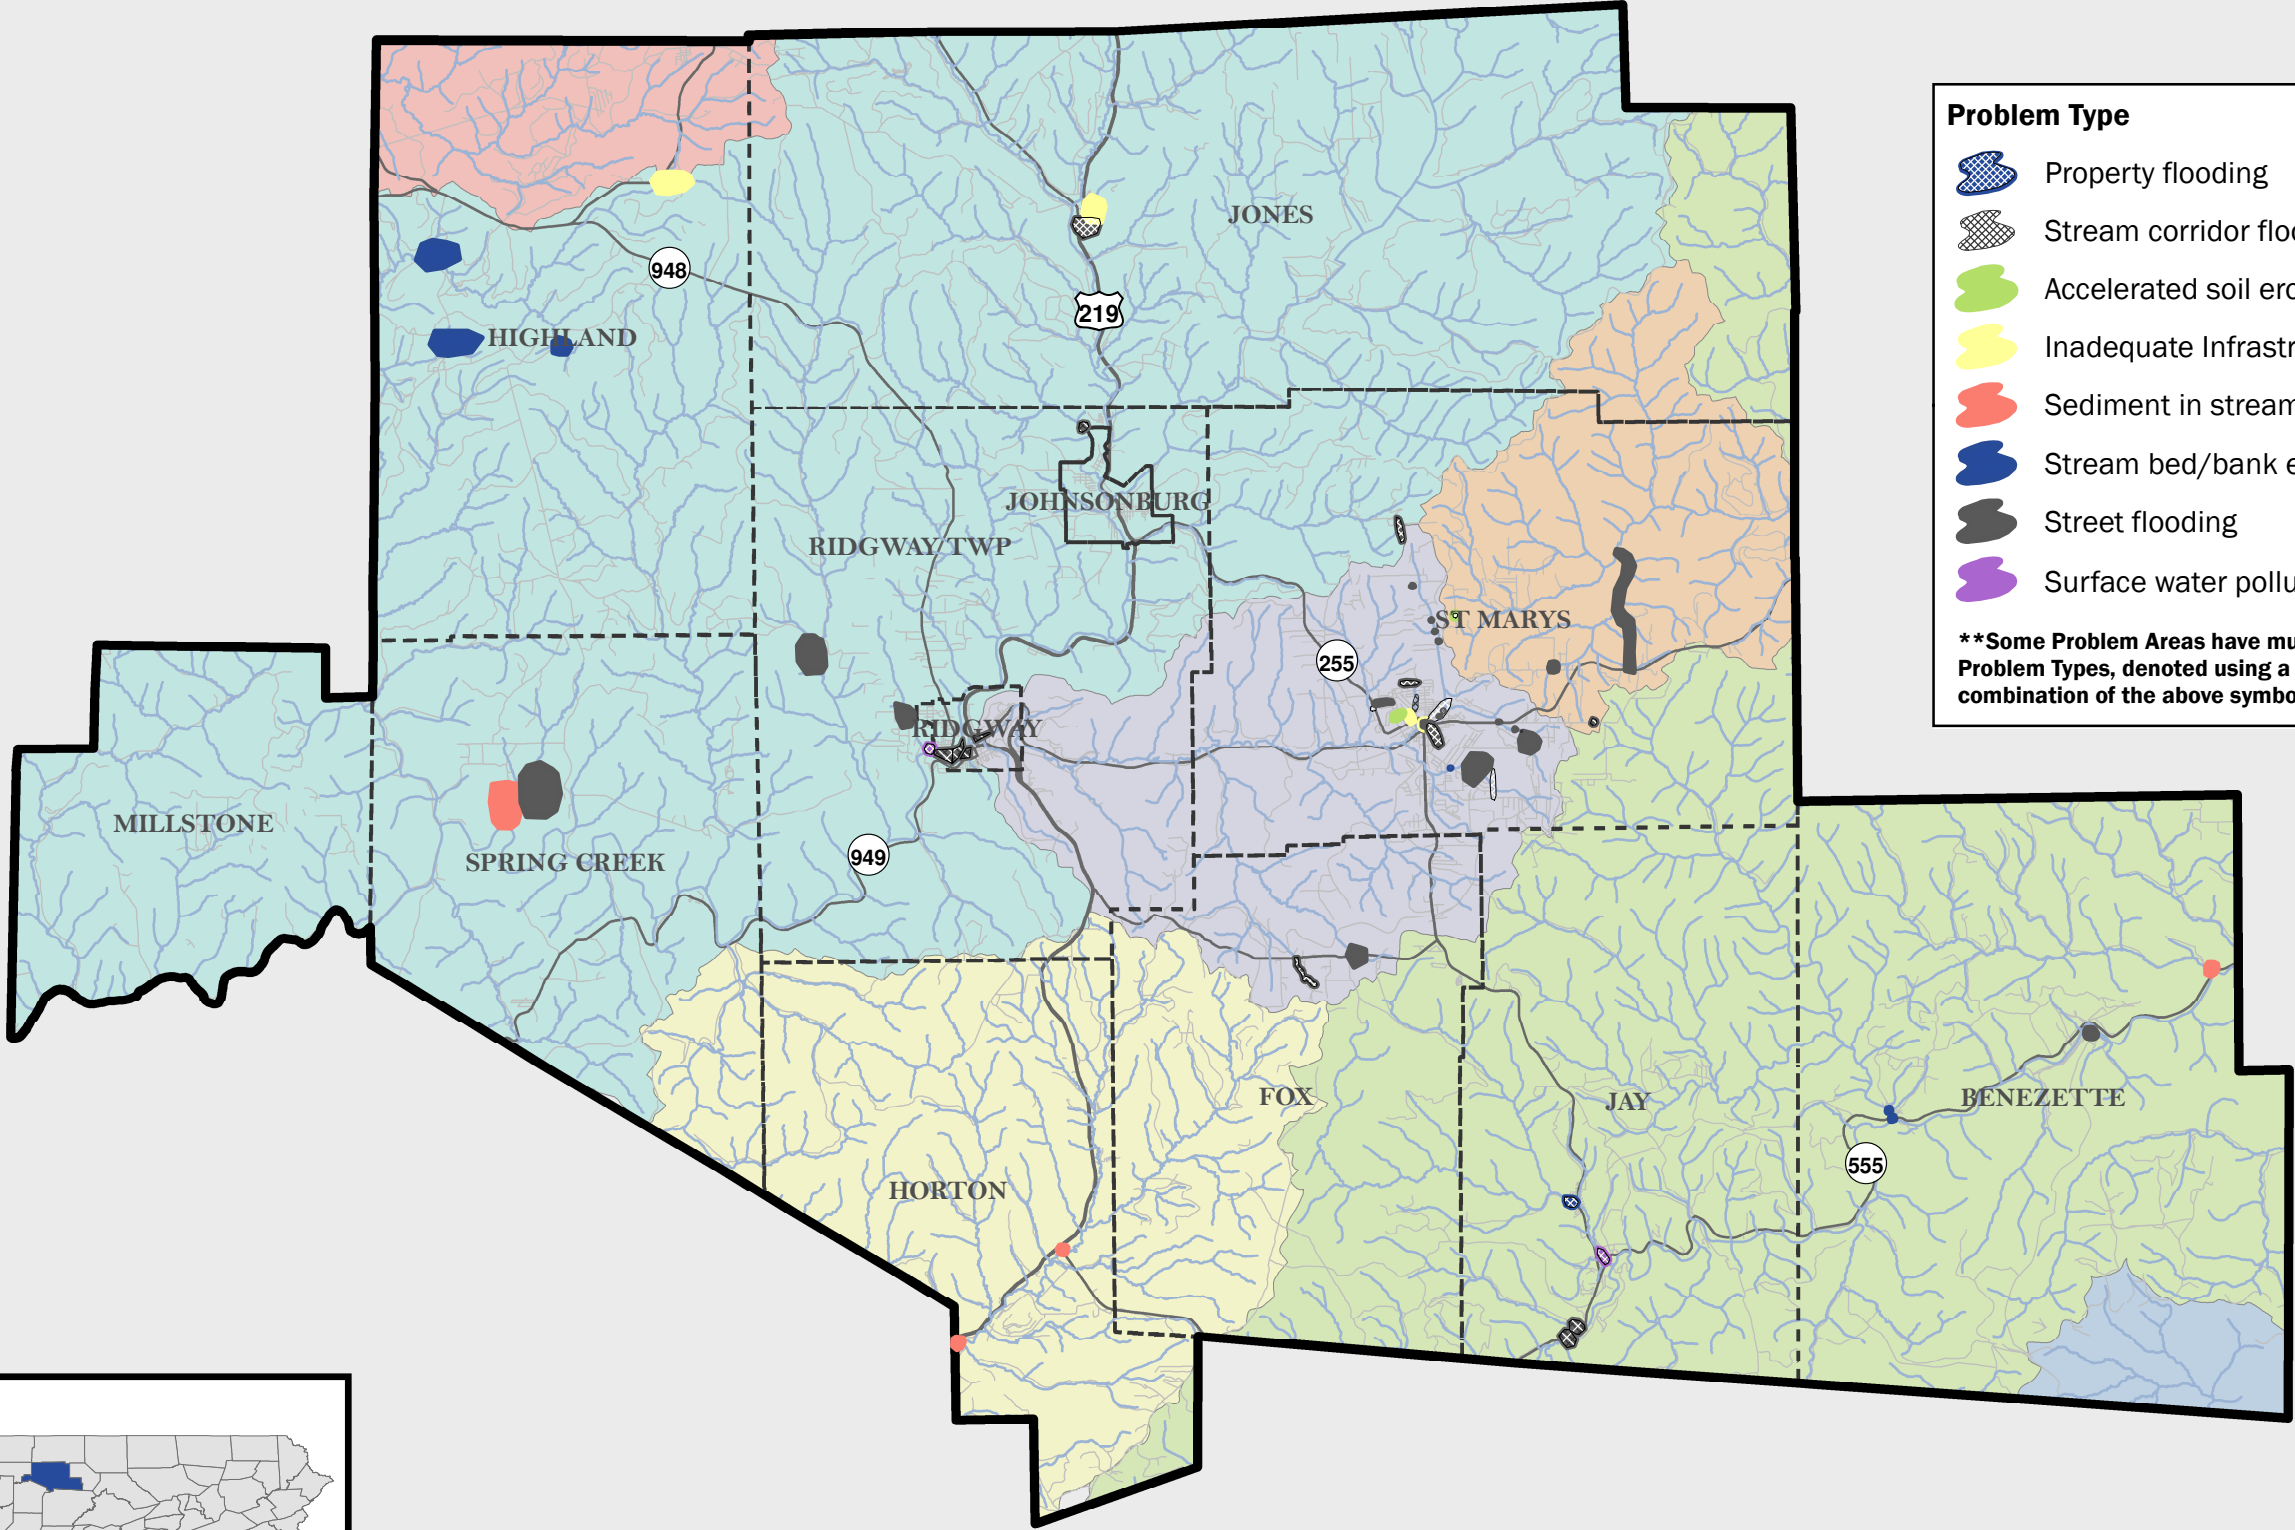 Problem Type
Property flooding
Stream corridor floo
Accelerated soil ero
Inadequate Infrastr
Sediment in stream
Stream bed/bank e
Street flooding
Surface water pollu
**Some Problem Areas have mu
Problem Types, denoted using a
combination of the above symbo
JONES
948
219
HIGHLAND
JOHNSONBURG
RIDGWAY TWP
ST MARYS
255
RIDGWAY
MILLSTONE
SPRING CREEK
949
FOX
JAY
BENEZETTE
555
HORTON